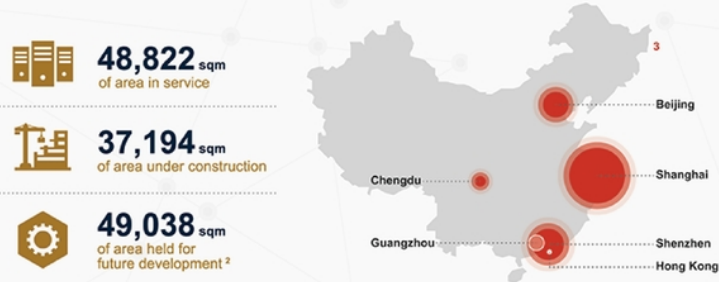 48,822 sqm
of area in service
37,194 sqm
of area under construction
49,038 sqm
of area held for
future development ²
3
Beijing
Shanghai
Chengdu
Guangzhou
Shenzhen
Hong Kong